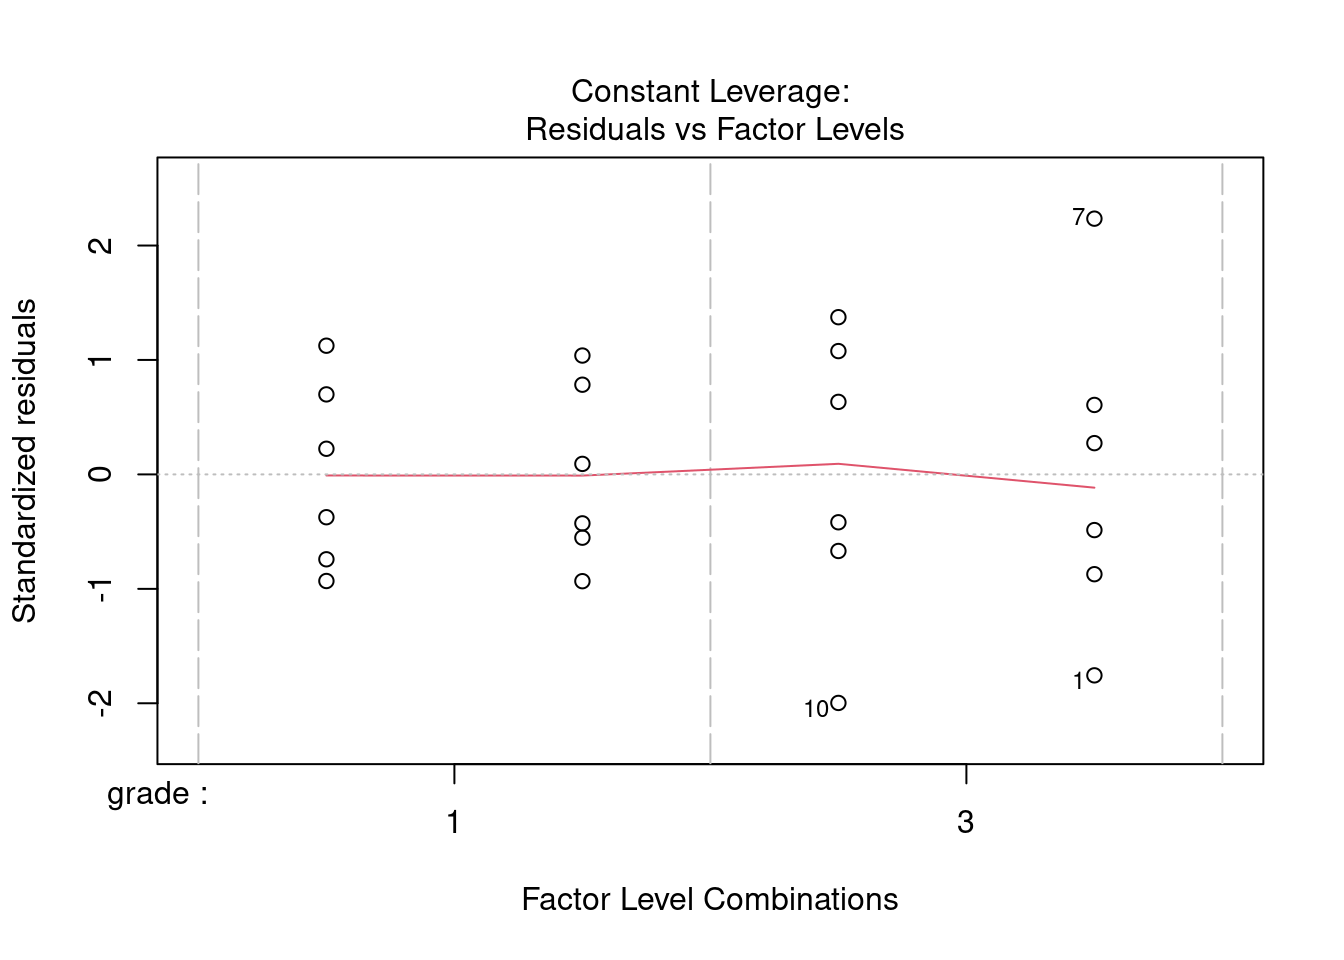 Constant Leverage:
Residuals vs Factor Levels
Standardized residuals
2
1
0
-1
-2
7
10
1
grade :
1
3
Factor Level Combinations